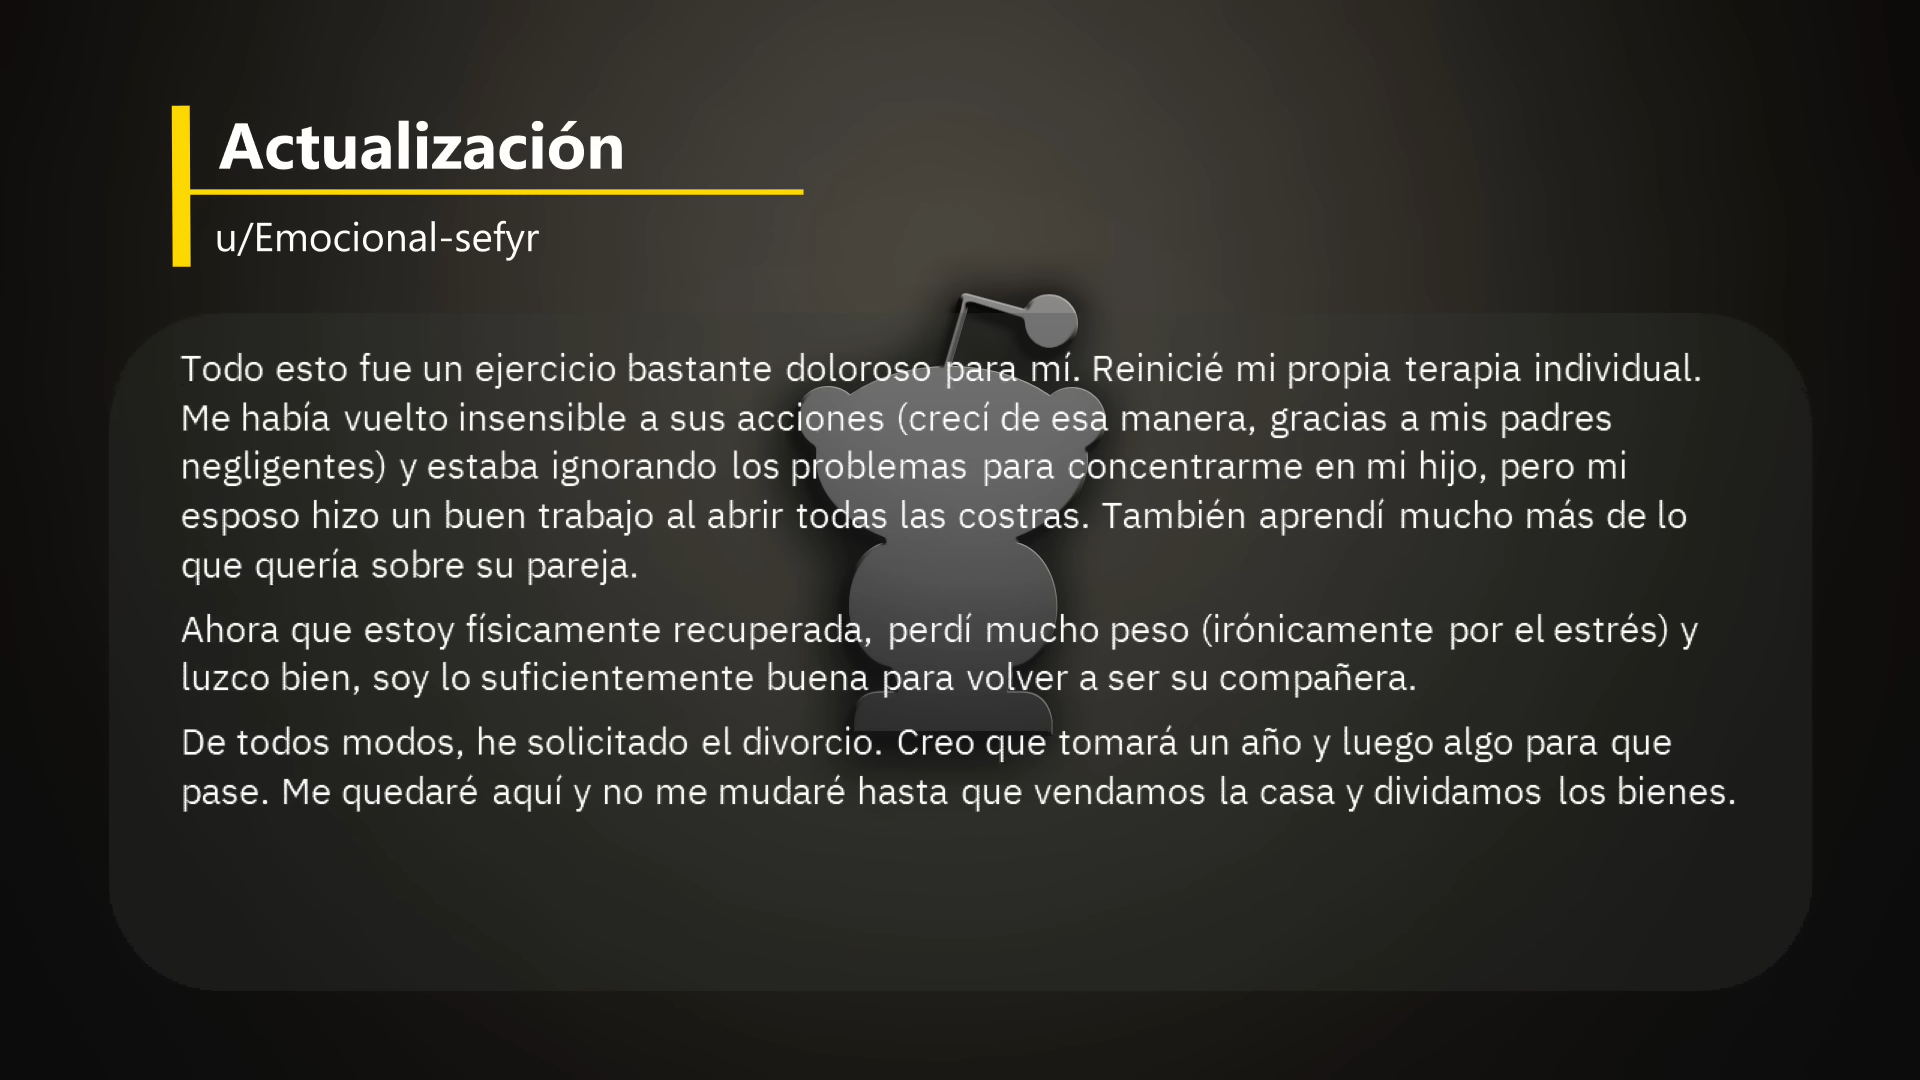 Actualización
u/Emocional-sefyr
Todo esto fue un ejercicio bastante doloroso para mí. Reinicié mi propia terapia individual.
Me había vuelto insensible a sus acciones (crecí de esa manera, gracias a mis padres
negligentes) y estaba ignorando los problemas para concentrarme en mi hijo, pero mi
esposo hizo un buen trabajo al abrir todas las costras. También aprendí mucho más de lo
que quería sobre su pareja.
Ahora que estoy físicamente recuperada, perdí mucho peso (irónicamente por el estrés) y
luzco bien, soy lo suficientemente buena para volver a ser su compañera.
De todos modos, he solicitado el divorcio. Creo que tomará un año y luego algo para que
pase. Me quedaré aquí y no me mudaré hasta que vendamos la casa y dividamos los bienes.